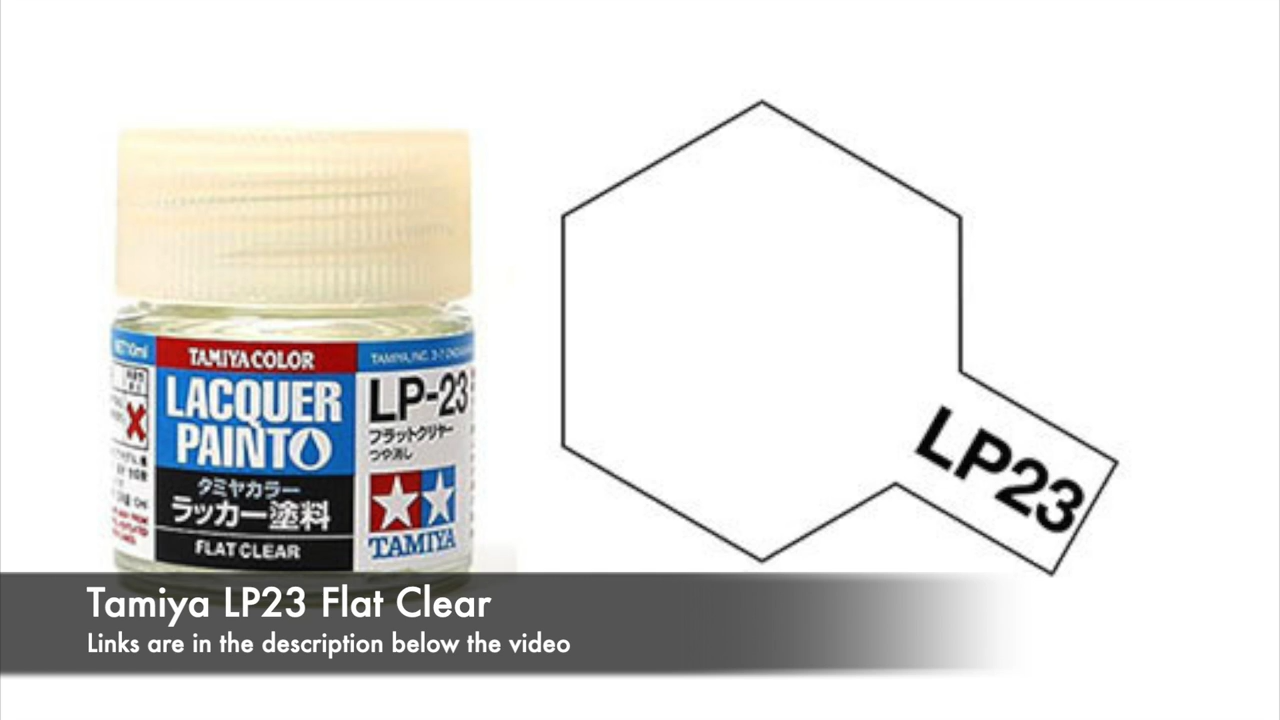 TAMIYA COLOR
LACQUER
PAINT
タミヤカラー
ラッカー塗料
FLAT CLEAR
LP-23
フラットクリヤー
つや消し
TAMIYA
LP23
Tamiya LP23 Flat Clear
Links are in the description below the video